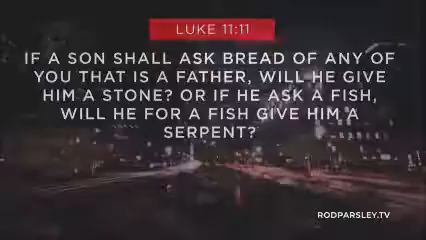 LUKE 11:11
IF A SON SHALL ASK BREAD OF ANY OF
YOU THAT IS A FATHER, WILL HE GIVE
HIM A STONE? OR IF HE ASK A FISH,
WILL HE FOR A FISH GIVE HIM A
SERPENT?
RODPARSLEY.TV